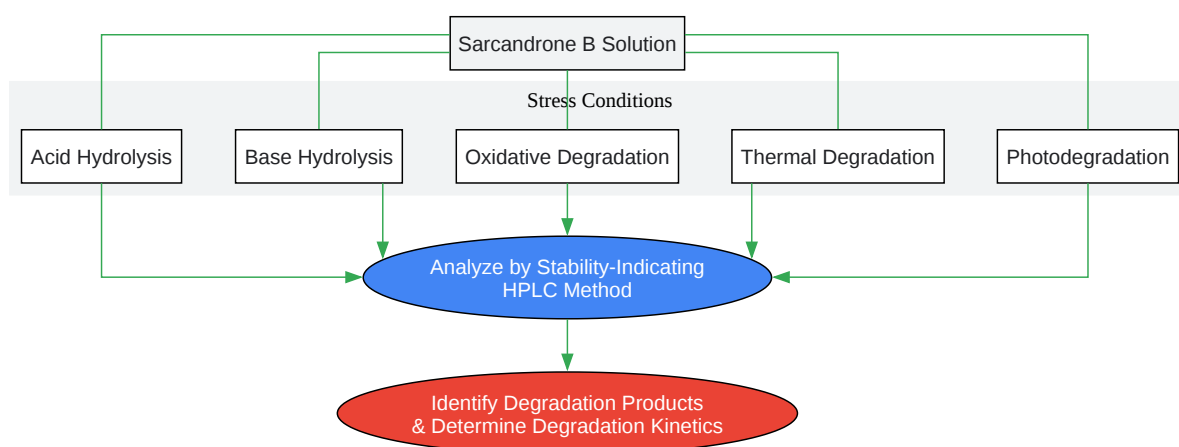 Sarcandrone B Solution
Stress Conditions
Acid Hydrolysis
Base Hydrolysis
Oxidative Degradation
Thermal Degradation
Photodegradation
Analyze by Stability-Indicating
HPLC Method
Identify Degradation Products
& Determine Degradation Kinetics